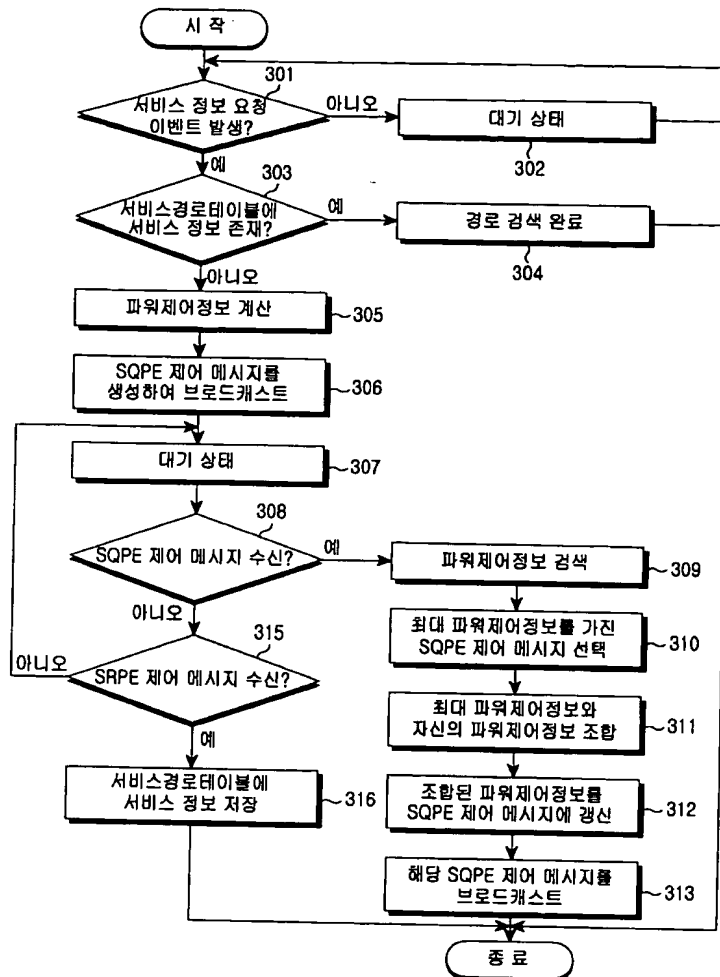 시 작
301
서비스 정보 요청
이벤트 발생?
아니오
대기 상태
302
예
303
서비스경로테이블에
서비스 정보 존재?
예
경로 검색 완료
304
아니오
파워제어정보 계산
305
SQPE 제어 메시지를
생성하여 브로드캐스트
306
대기 상태
307
308
SQPE 제어 메시지 수신?
예
파워제어정보 검색
309
아니오
최대 파워제어정보를 가진
SQPE 제어 메시지 선택
310
315
아니오
SRPE 제어 메시지 수신?
최대 파워제어정보와
자신의 파워제어정보 조합
311
예
서비스경로테이블에
서비스 정보 저장
316
조합된 파워제어정보를
SQPE 제어 메시지에 갱신
312
해당 SQPE 제어 메시지를
브로드캐스트
313
종 료